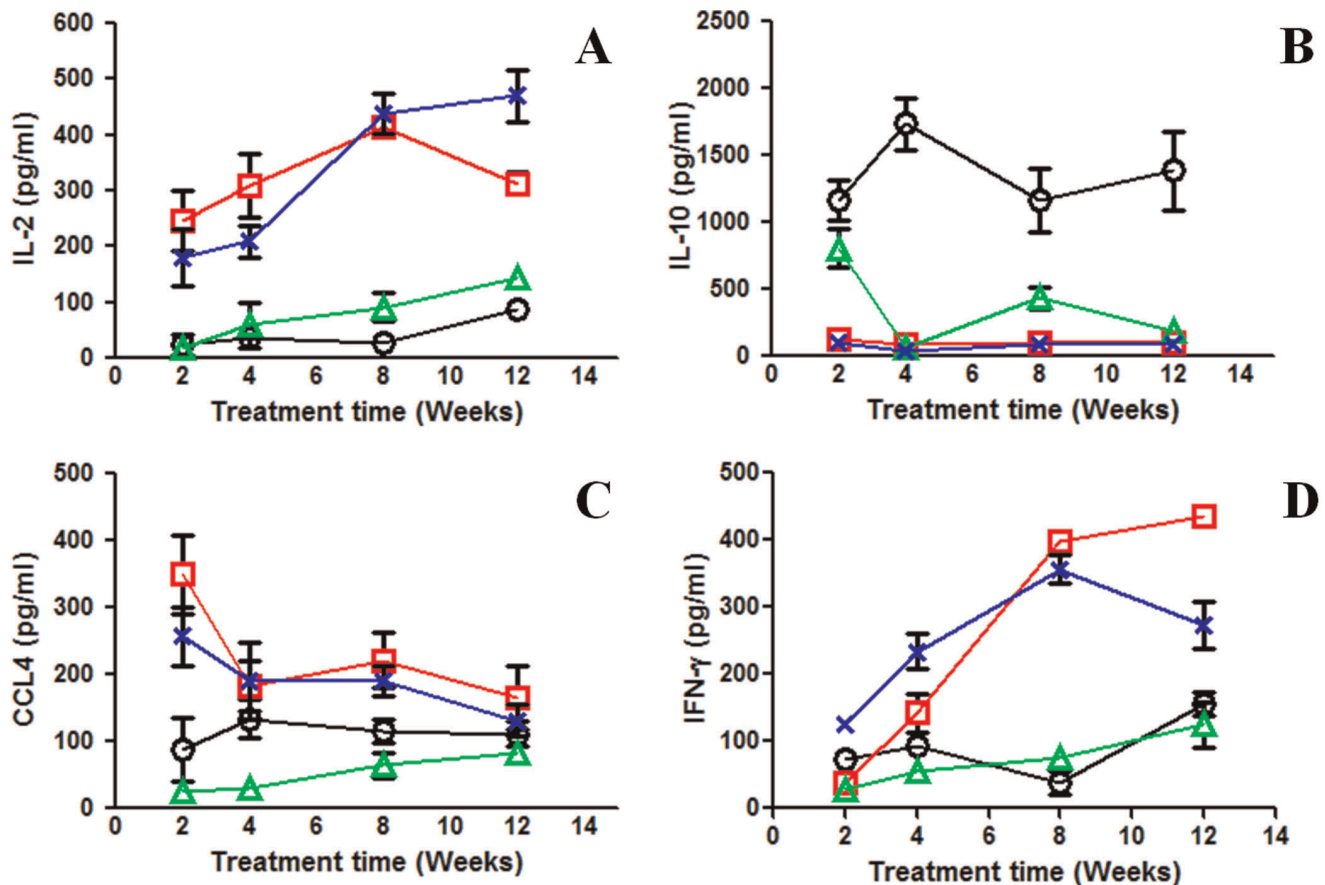 A
IL-2 (pg/ml)
600
500
400
300
200
100
0
0 2 4 6 8 10 12 14
Treatment time (Weeks)
B
IL-10 (pg/ml)
2500
2000
1500
1000
500
0
0 2 4 6 8 10 12 14
Treatment time (Weeks)
C
CCL4 (pg/ml)
500
400
300
200
100
0
0 2 4 6 8 10 12 14
Treatment time (Weeks)
D
IFN-γ (pg/ml)
500
400
300
200
100
0
0 2 4 6 8 10 12 14
Treatment time (Weeks)